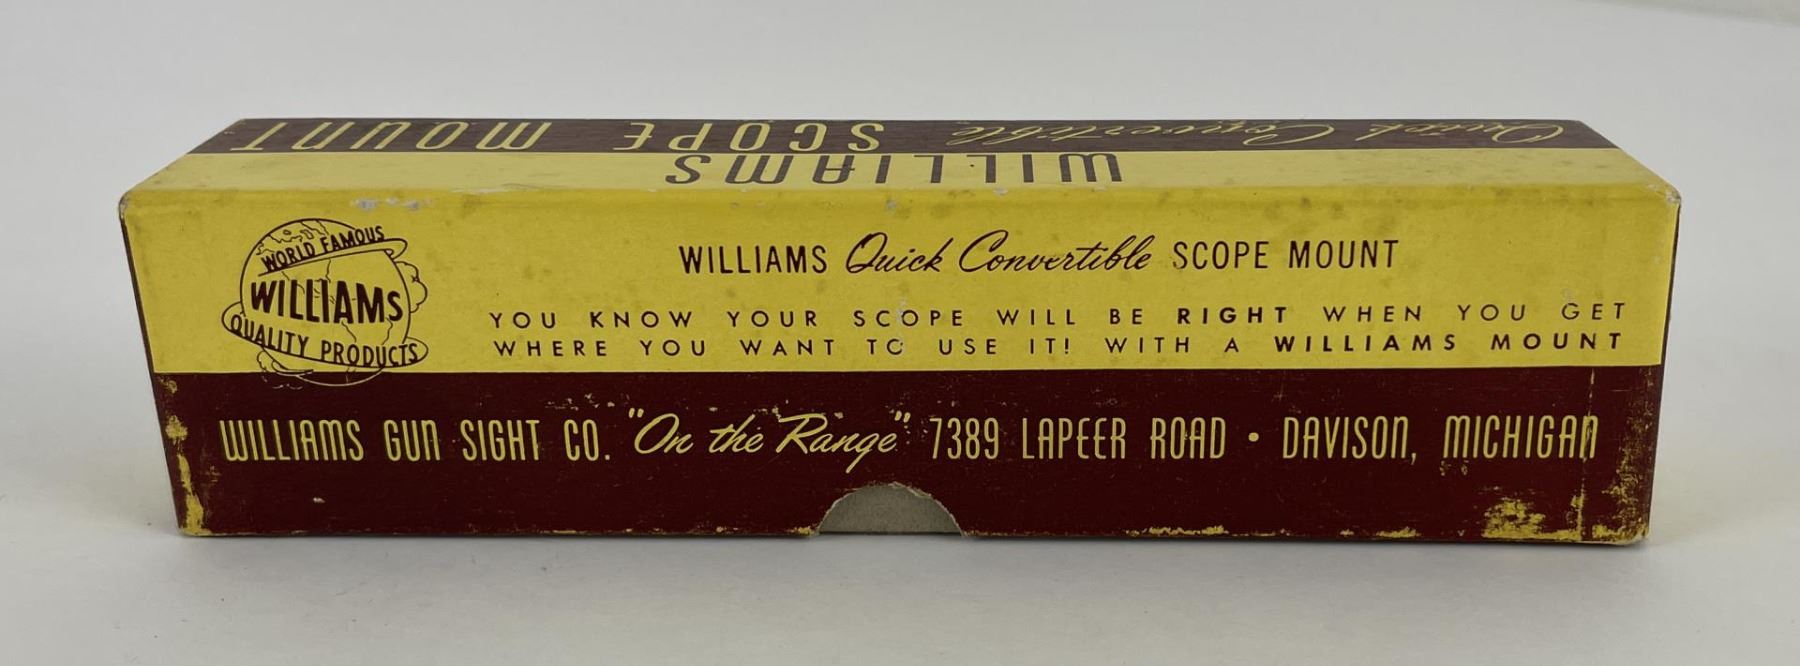 Quick Convertible SCOPE MOUNT
WILLIAMS
WORLD FAMOUS
WILLIAMS
QUALITY PRODUCTS
WILLIAMS Quick Convertible SCOPE MOUNT
YOU KNOW YOUR SCOPE WILL BE RIGHT WHEN YOU GET
WHERE YOU WANT TO USE IT! WITH A WILLIAMS MOUNT
WILLIAMS GUN SIGHT CO. "On the Range" 7389 LAPEER ROAD • DAVISON, MICHIGAN